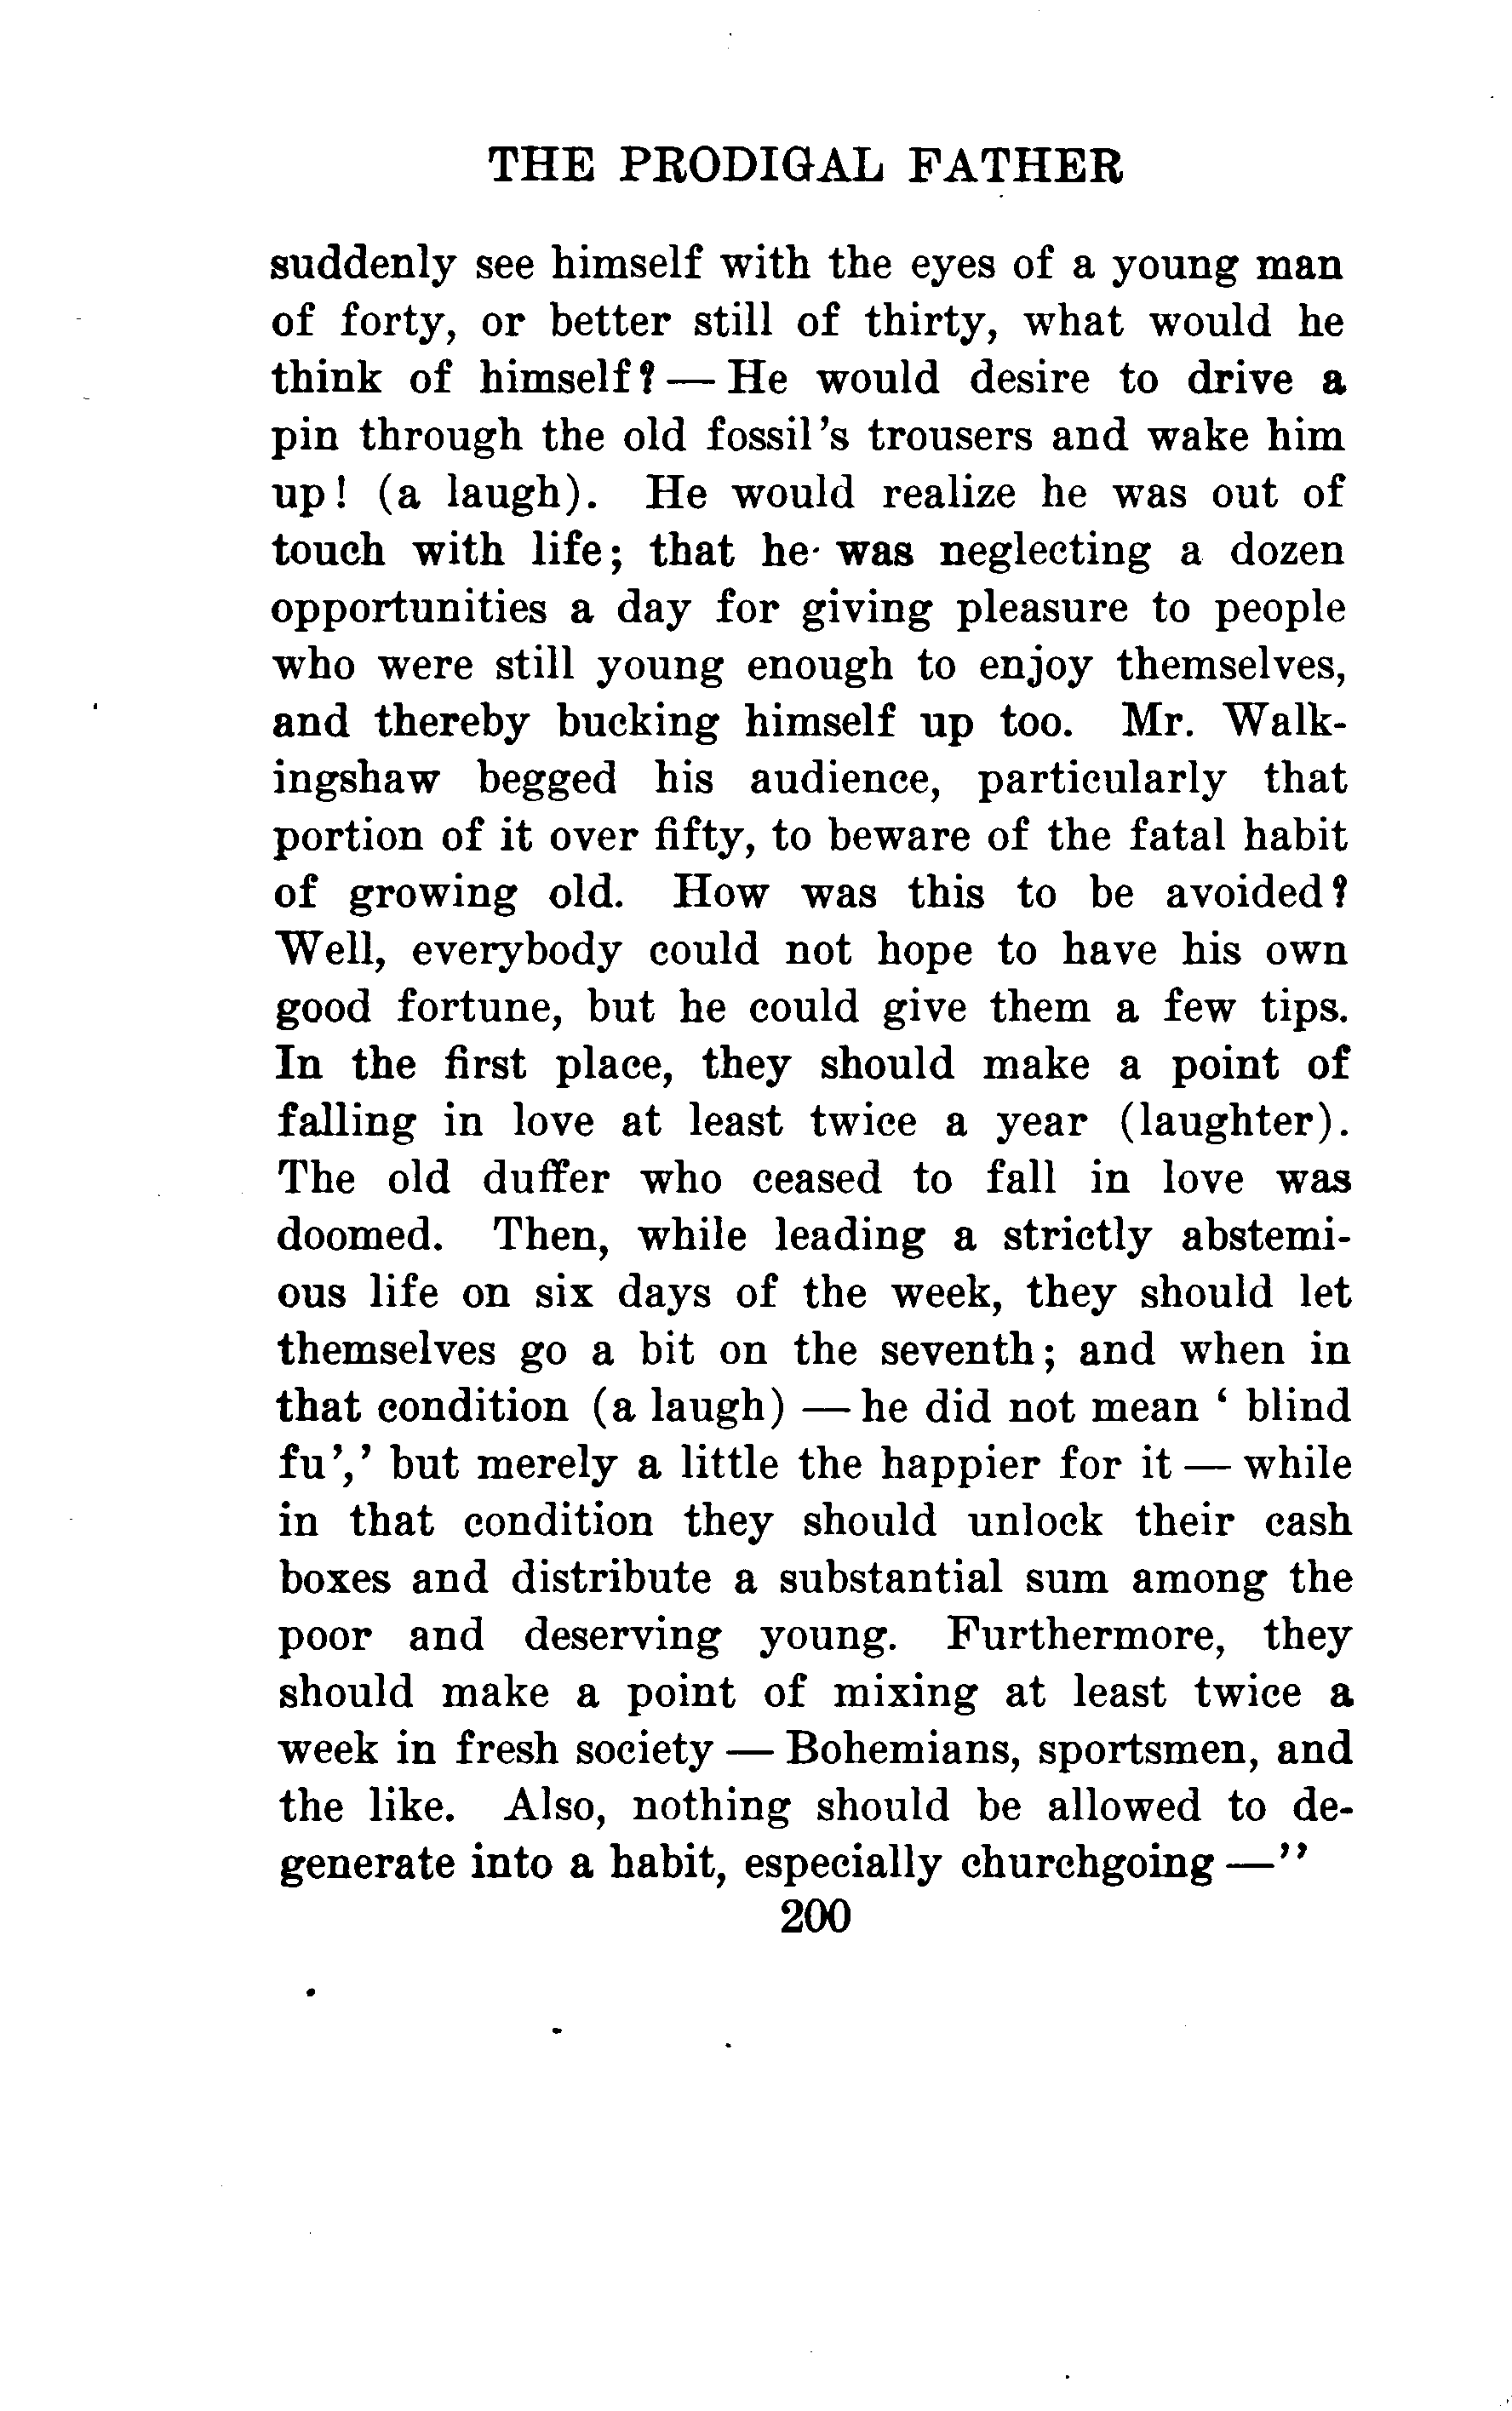 THE PRODIGAL FATHER
suddenly see himself with the eyes of a young man
of forty, or better still of thirty, what would he
think of himself? — He would desire to drive a
pin through the old fossil's trousers and wake him
up! (a laugh). He would realize he was out of
touch with life; that he was neglecting a dozen
opportunities a day for giving pleasure to people
who were still young enough to enjoy themselves,
and thereby bucking himself up too. Mr. Walk-
ingshaw begged his audience, particularly that
portion of it over fifty, to beware of the fatal habit
of growing old. How was this to be avoided?
Well, everybody could not hope to have his own
good fortune, but he could give them a few tips.
In the first place, they should make a point of
falling in love at least twice a year (laughter).
The old duffer who ceased to fall in love was
doomed. Then, while leading a strictly abstemi-
ous life on six days of the week, they should let
themselves go a bit on the seventh; and when in
that condition (a laugh) — he did not mean ‘ blind
fu’,’ but merely a little the happier for it — while
in that condition they should unlock their cash
boxes and distribute a substantial sum among the
poor and deserving young. Furthermore, they
should make a point of mixing at least twice a
week in fresh society — Bohemians, sportsmen, and
the like. Also, nothing should be allowed to de-
generate into a habit, especially churchgoing —”
200